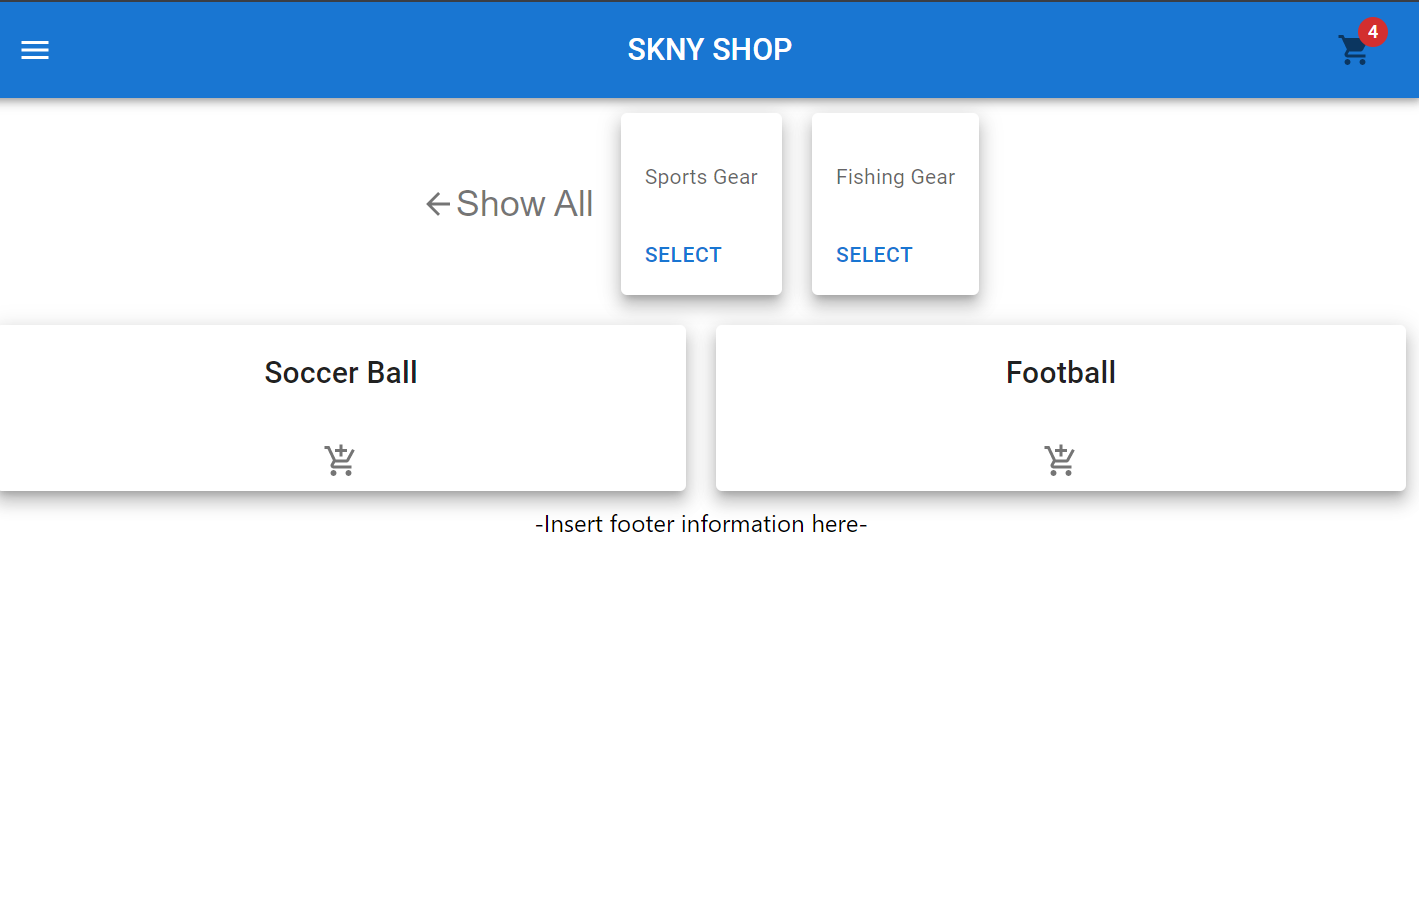 SKNY SHOP
4
Show All
Sports Gear
SELECT
Fishing Gear
SELECT
Soccer Ball
Football
-Insert footer information here-